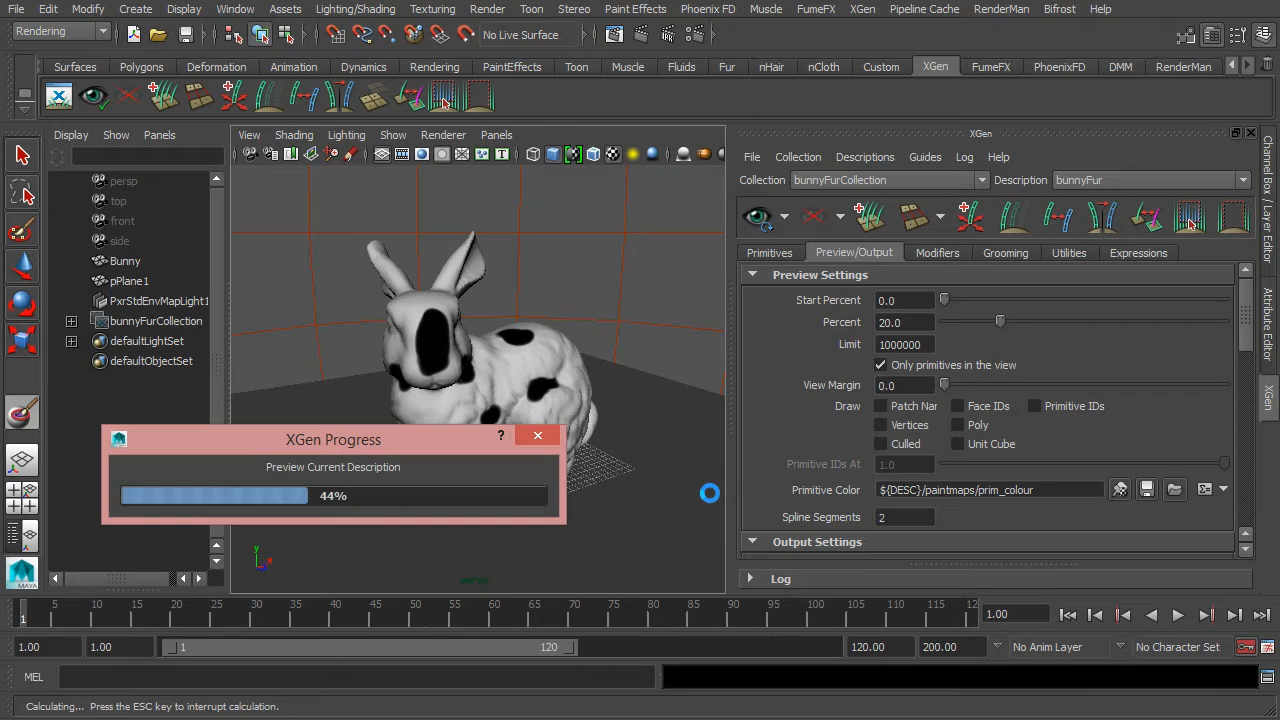 File Edit Modify Create Display Window Assets Lighting/Shading Texturing Render Toon Stereo Paint Effects Phoenix FD Muscle FumeFX XGen Pipeline Cache RenderMan Bifrost Help
Rendering No Live Surface
Surfaces Polygons Deformation Animation Dynamics Rendering PaintEffects Toon Muscle Fluids Fur nHair nCloth Custom XGen FumeFX PhoenixFD DMM RenderMan
Display Show Panels
View Shading Lighting Show Renderer Panels
XGen
File Collection Descriptions Guides Log Help
Collection bunnyFurCollection Description bunnyFur
persp
top
front
side
Bunny
pPlane1
PxrStdEnvMapLight1
bunnyFurCollection
defaultLightSet
defaultObjectSet
Primitives Preview/Output Modifiers Grooming Utilities Expressions
Preview Settings
Start Percent 0.0
Percent 20.0
Limit 1000000
Only primitives in the view
View Margin 0.0
Draw Patch Nar Face IDs Primitive IDs
Vertices Poly
Culled Unit Cube
Primitive IDs At 1.0
Primitive Color ${DESC}/paintmaps/prim_colour
Spline Segments 2
Output Settings
Log
Channel Box / Layer Editor
Attribute Editor
XGen
XGen Progress ?
Preview Current Description
44%
y
persp
1 5 10 15 20 25 30 35 40 45 50 55 60 65 70 75 80 85 90 95 100 105 110 115 12 1.00
1.00 1.00 1 120 120.00 200.00 No Anim Layer No Character Set
MEL
Calculating... Press the ESC key to interrupt calculation.